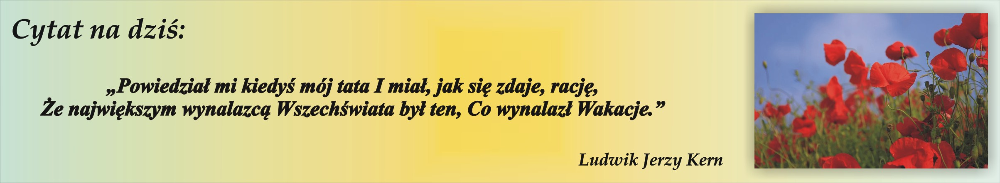 Cytat na dziś:
„Powiedział mi kiedyś mój tata I miał, jak się zdaje, rację,
Że największym wynalazcą Wszechświata był ten, Co wynalazł Wakacje.”
Ludwik Jerzy Kern